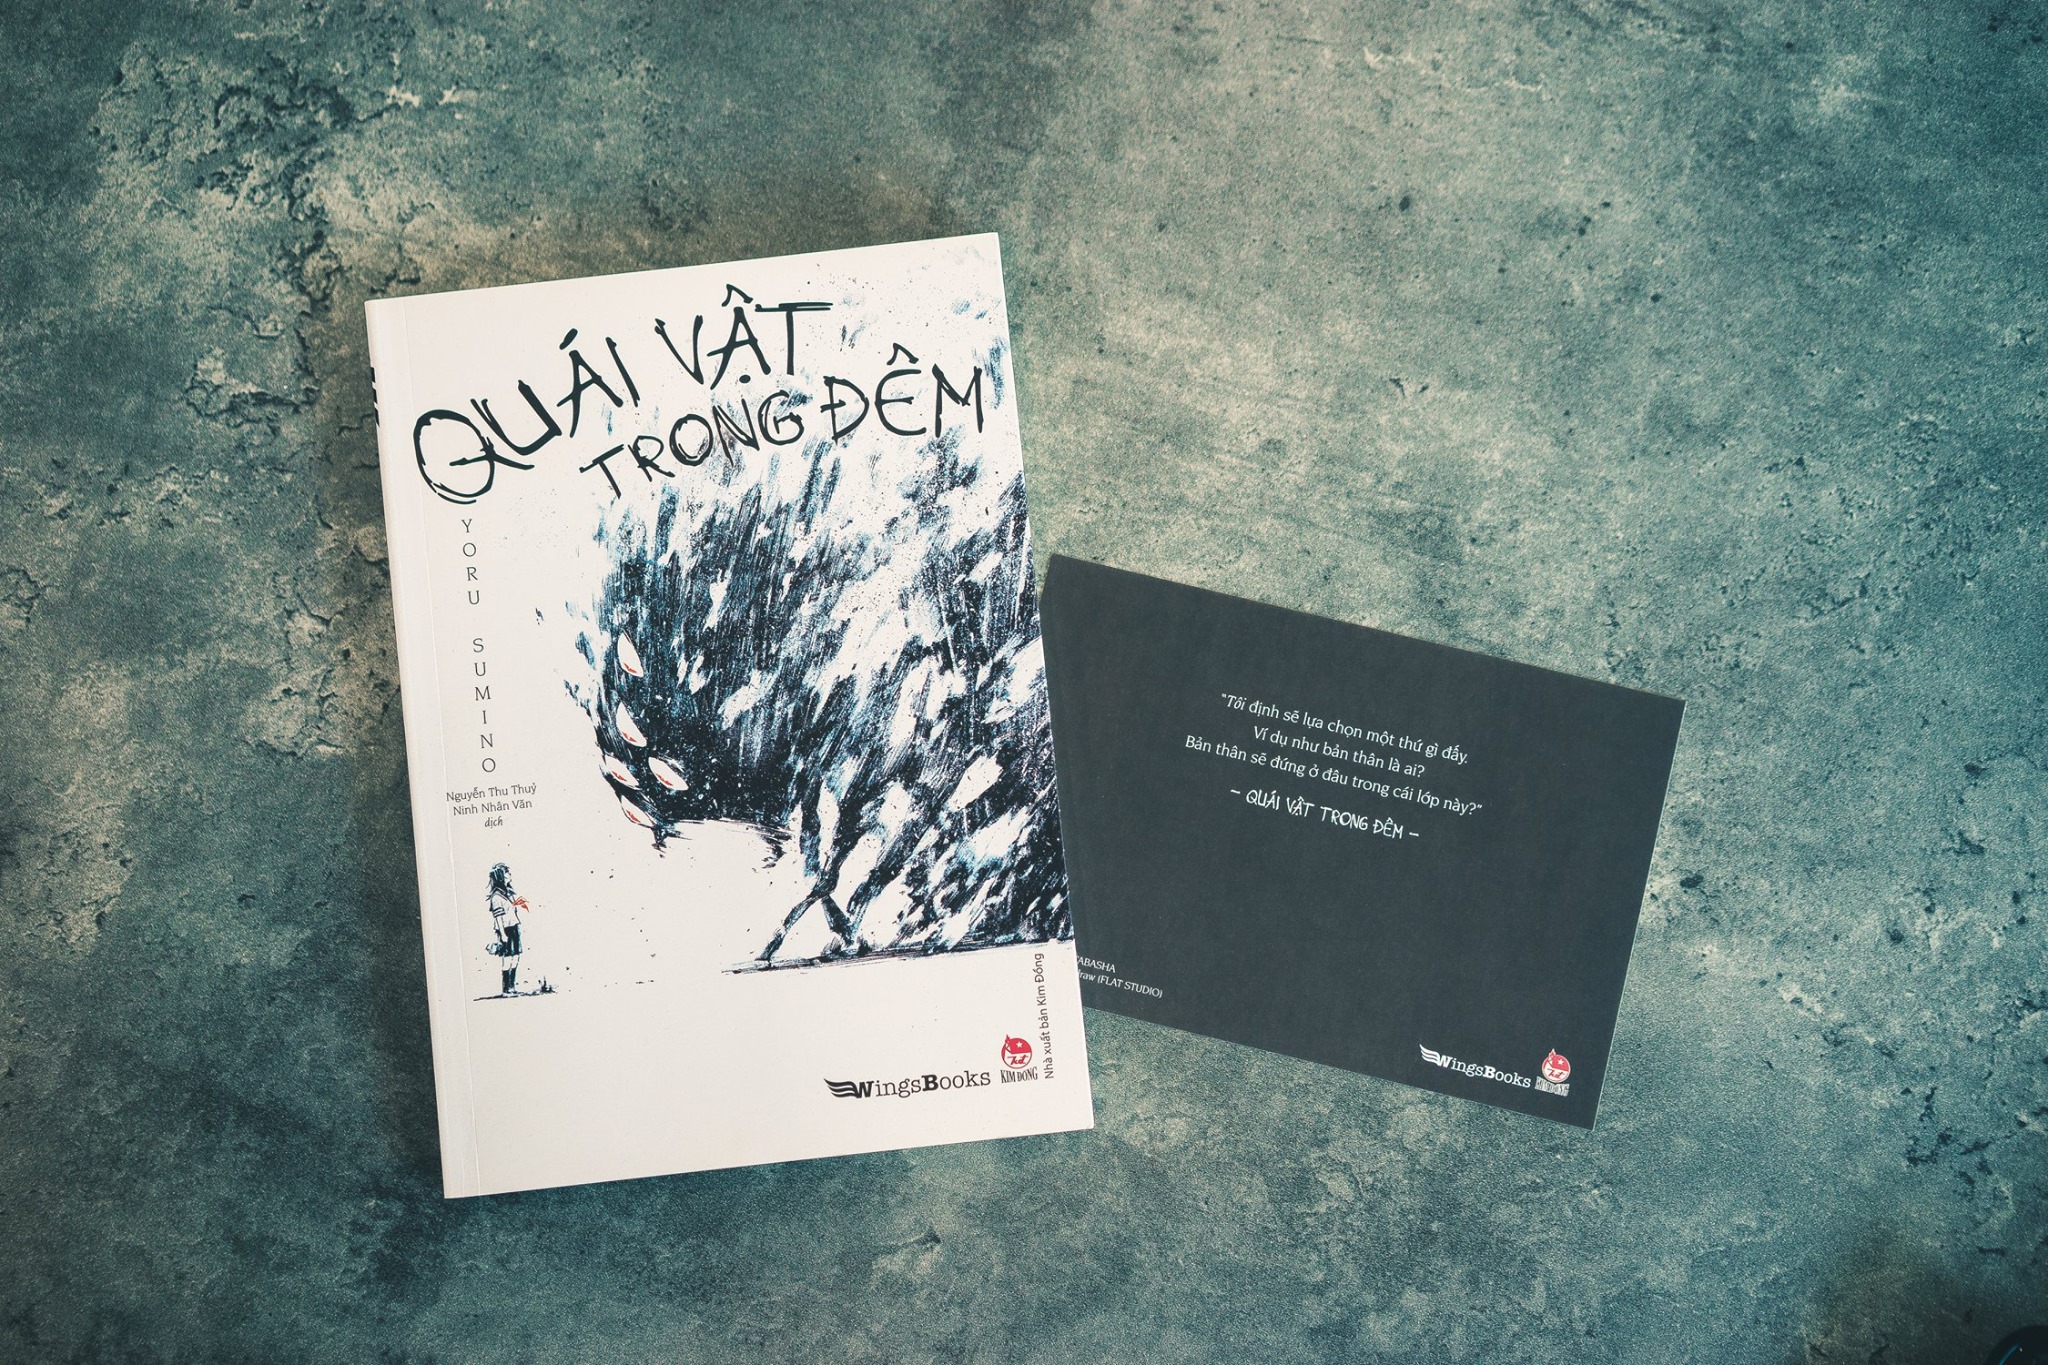 QUÁI VẬT
TRONG ĐÊM
YORU SUMINO
Nguyễn Thu Thuỷ
Ninh Nhân Văn
dịch
WingsBooks
KIM ĐỒNG
Nhà xuất bản Kim Đồng
"Tôi định sẽ lựa chọn một thứ gì đấy.
Ví dụ như bản thân là ai?
Bản thân sẽ đứng ở đâu trong cái lớp này?"
- QUÁI VẬT TRONG ĐÊM -
(FLAT STUDIO)
WingsBooks
KIM ĐỒNG